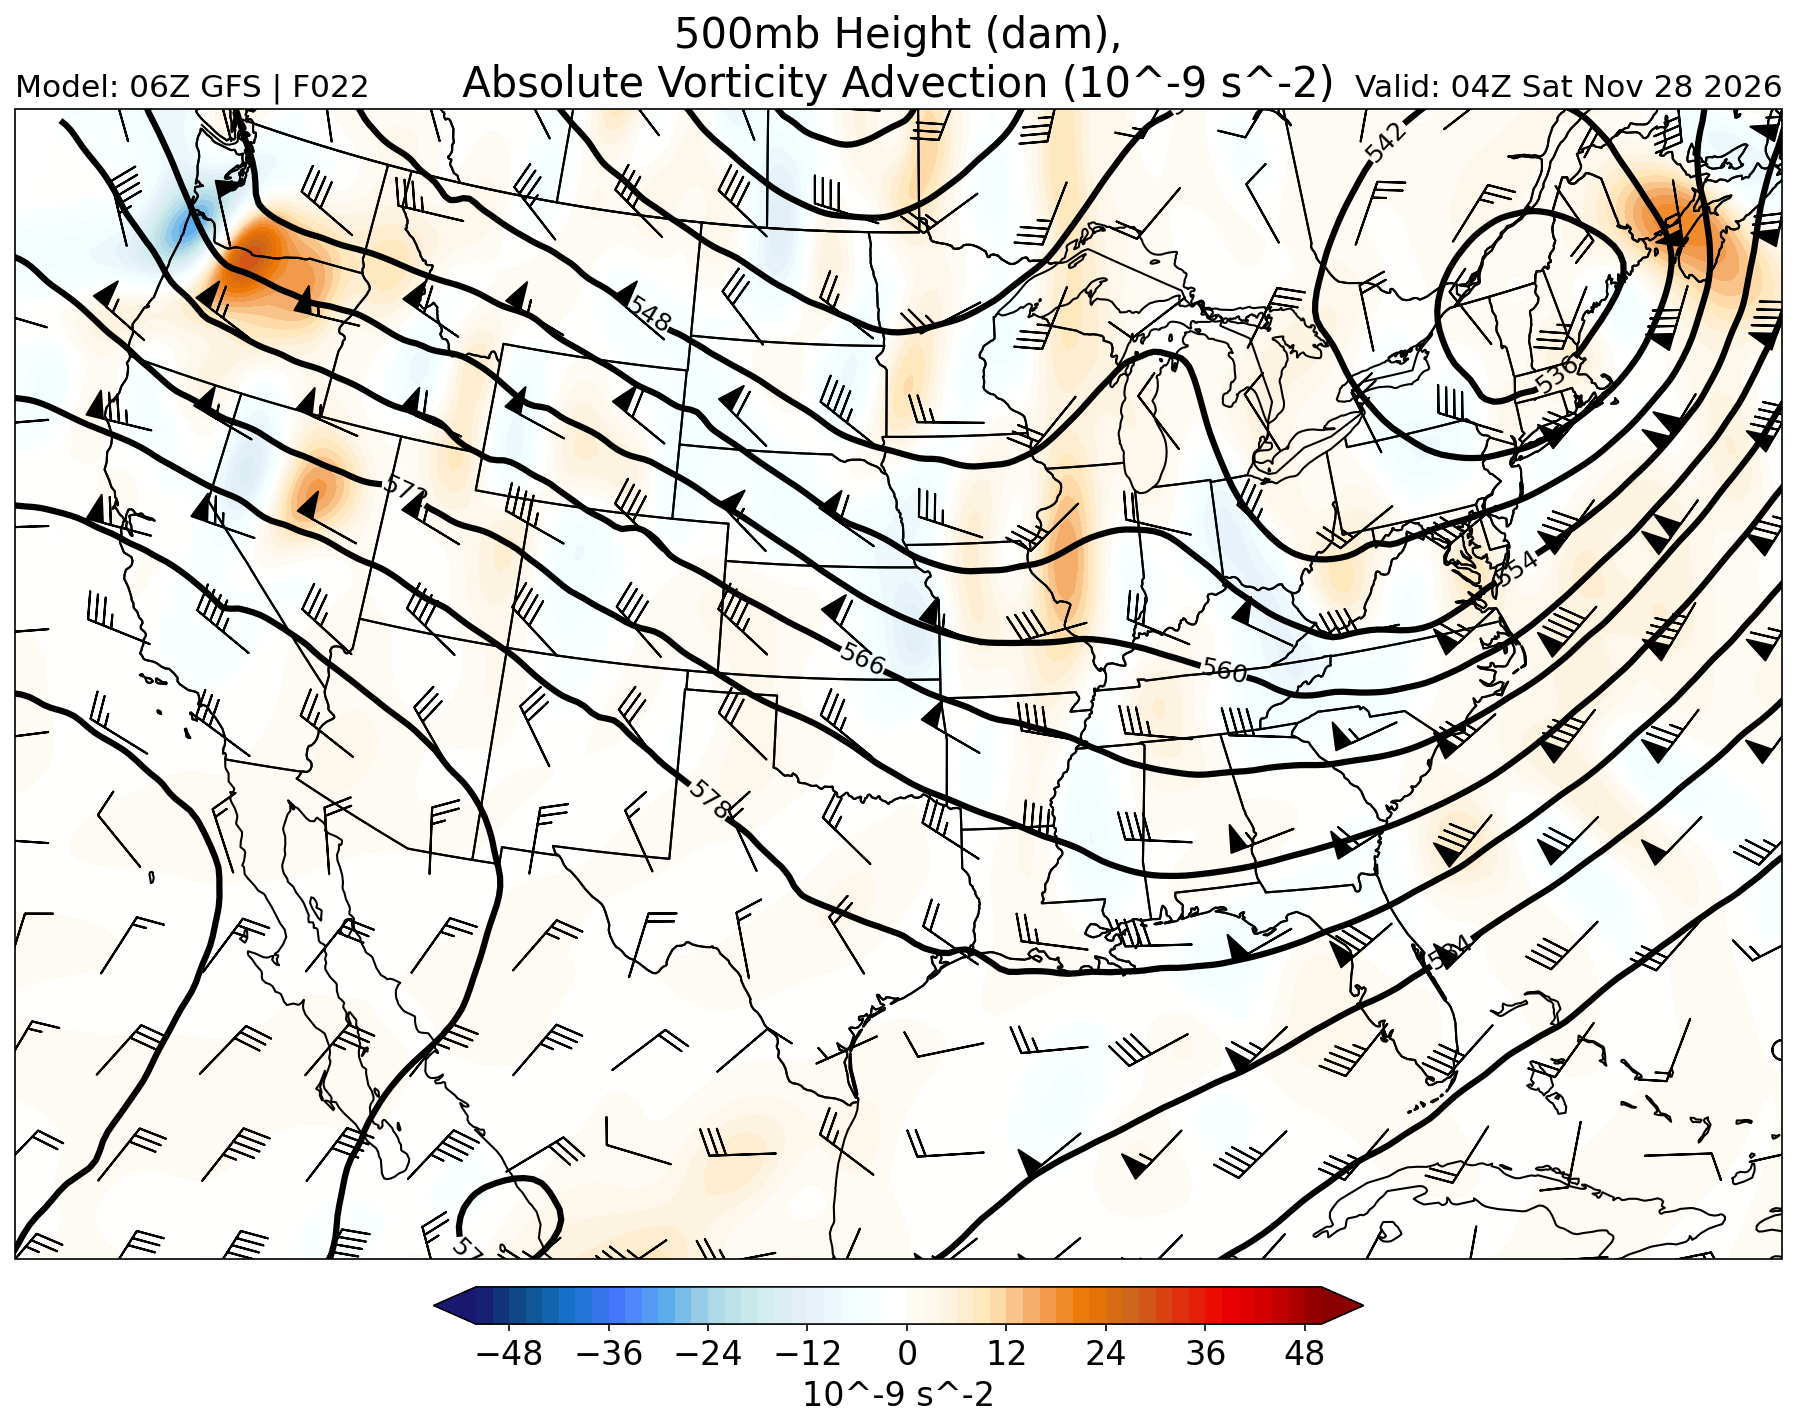 500mb Height (dam),
Model: 06Z GFS | F022
Absolute Vorticity Advection (10^-9 s^-2)
Valid: 04Z Sat Nov 28 2026
542
548
536
554
566
560
578
−48 −36 −24 −12 0 12 24 36 48
10^-9 s^-2